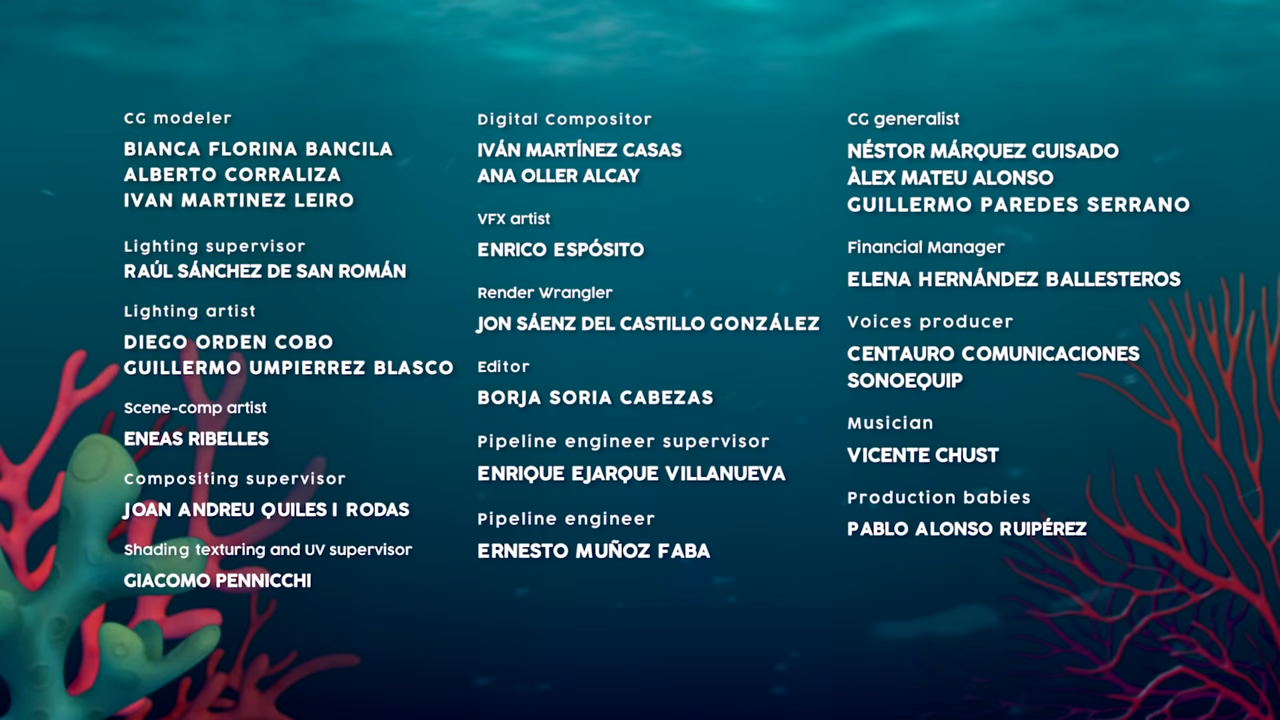 CG modeler
BIANCA FLORINA BANCILA
ALBERTO CORRALIZA
IVAN MARTINEZ LEIRO
Lighting supervisor
RAÚL SÁNCHEZ DE SAN ROMÁN
Lighting artist
DIEGO ORDEN COBO
GUILLERMO UMPIERREZ BLASCO
Scene-comp artist
ENEAS RIBELLES
Compositing supervisor
JOAN ANDREU QUILES I RODAS
Shading texturing and UV supervisor
GIACOMO PENNICCHI
Digital Compositor
IVÁN MARTÍNEZ CASAS
ANA OLLER ALCAY
VFX artist
ENRICO ESPÓSITO
Render Wrangler
JON SÁENZ DEL CASTILLO GONZÁLEZ
Editor
BORJA SORIA CABEZAS
Pipeline engineer supervisor
ENRIQUE EJARQUE VILLANUEVA
Pipeline engineer
ERNESTO MUÑOZ FABA
CG generalist
NÉSTOR MÁRQUEZ GUISADO
ÀLEX MATEU ALONSO
GUILLERMO PAREDES SERRANO
Financial Manager
ELENA HERNÁNDEZ BALLESTEROS
Voices producer
CENTAURO COMUNICACIONES
SONOEQUIP
Musician
VICENTE CHUST
Production babies
PABLO ALONSO RUIPÉREZ